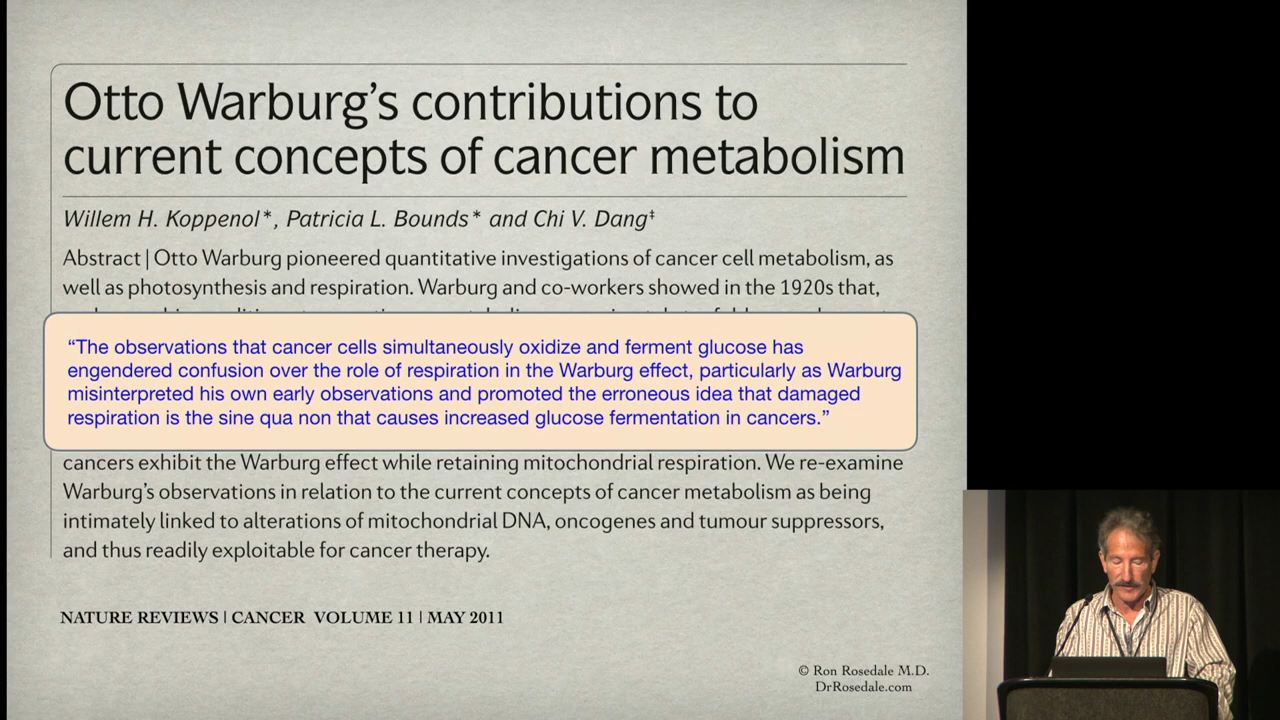 Otto Warburg's contributions to
current concepts of cancer metabolism
Willem H. Koppenol*, Patricia L. Bounds* and Chi V. Dang‡
Abstract | Otto Warburg pioneered quantitative investigations of cancer cell metabolism, as
well as photosynthesis and respiration. Warburg and co-workers showed in the 1920s that,
“The observations that cancer cells simultaneously oxidize and ferment glucose has
engendered confusion over the role of respiration in the Warburg effect, particularly as Warburg
misinterpreted his own early observations and promoted the erroneous idea that damaged
respiration is the sine qua non that causes increased glucose fermentation in cancers.”
cancers exhibit the Warburg effect while retaining mitochondrial respiration. We re-examine
Warburg's observations in relation to the current concepts of cancer metabolism as being
intimately linked to alterations of mitochondrial DNA, oncogenes and tumour suppressors,
and thus readily exploitable for cancer therapy.
NATURE REVIEWS | CANCER VOLUME 11 | MAY 2011
© Ron Rosedale M.D.
DrRosedale.com